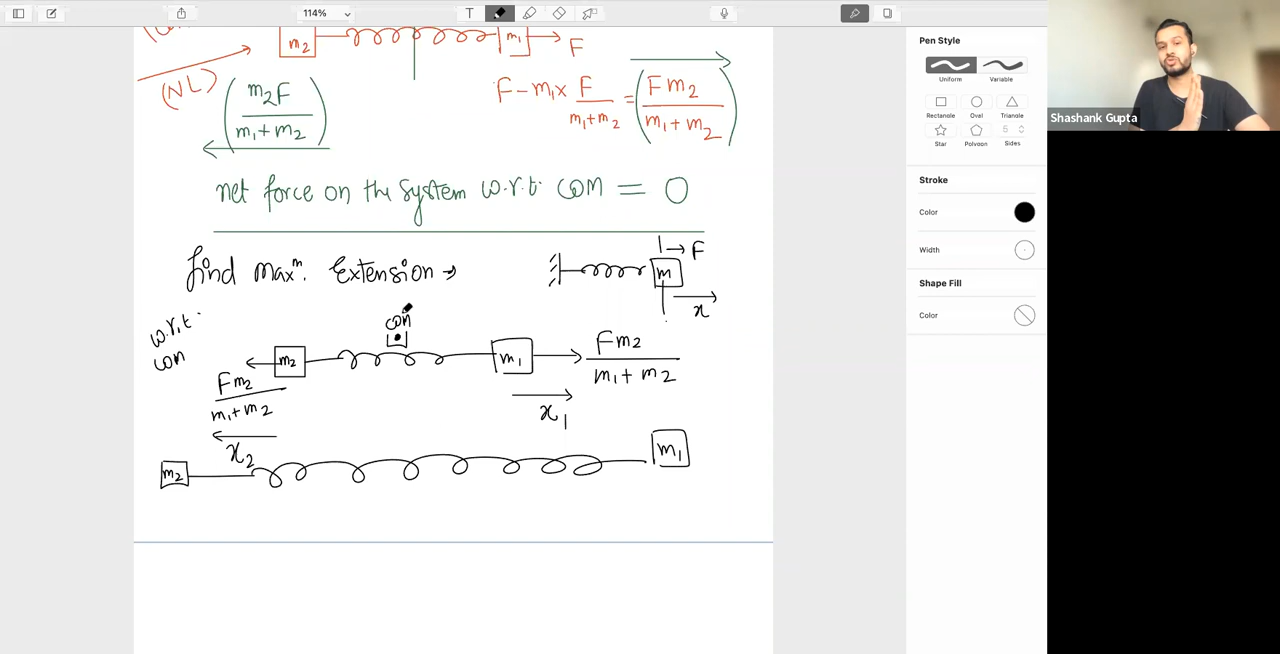 114%
T
Pen Style
Uniform Variable
Rectangle Oval Triangle
Star Polygon 5 Sides
Stroke
Color
Width
Shape Fill
Color
Shashank Gupta
m2 m1 F
(NL)
m2F / m1+m2
F - m1 × F / m1+m2 = (Fm2 / m1+m2)
net force on the system w.r.t. COM = 0
find maxm. Extension →
m → F
x
w.r.t.
com
com
m2 m1
Fm2 / m1+m2
Fm2 / m1+m2
x1
x2
m2 m1